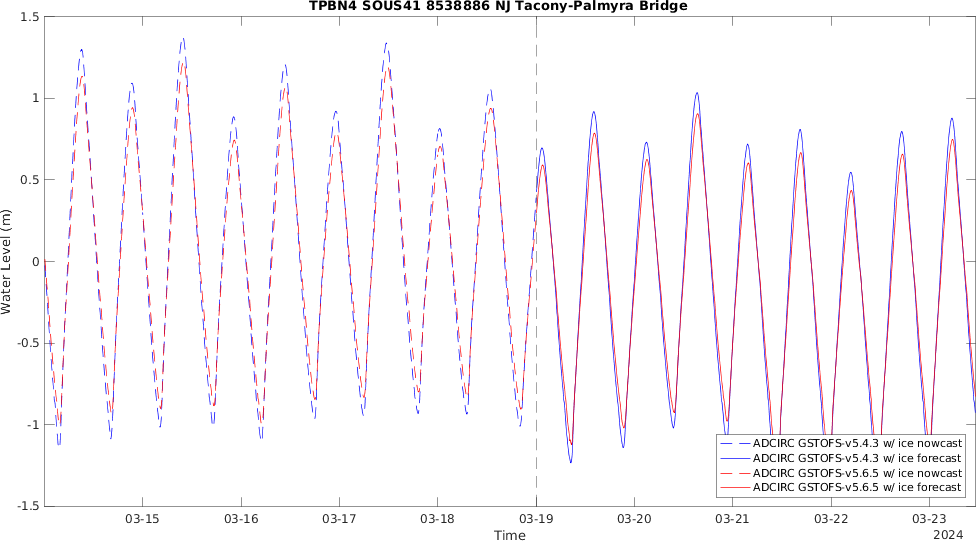 TPBN4 SOUS41 8538886 NJ Tacony-Palmyra Bridge
1.5
1
0.5
0
-0.5
-1
-1.5
Water Level (m)
ADCIRC GSTOFS-v5.4.3 w/ ice nowcast
ADCIRC GSTOFS-v5.4.3 w/ ice forecast
ADCIRC GSTOFS-v5.6.5 w/ ice nowcast
ADCIRC GSTOFS-v5.6.5 w/ ice forecast
03-15 03-16 03-17 03-18 03-19 03-20 03-21 03-22 03-23
Time
2024